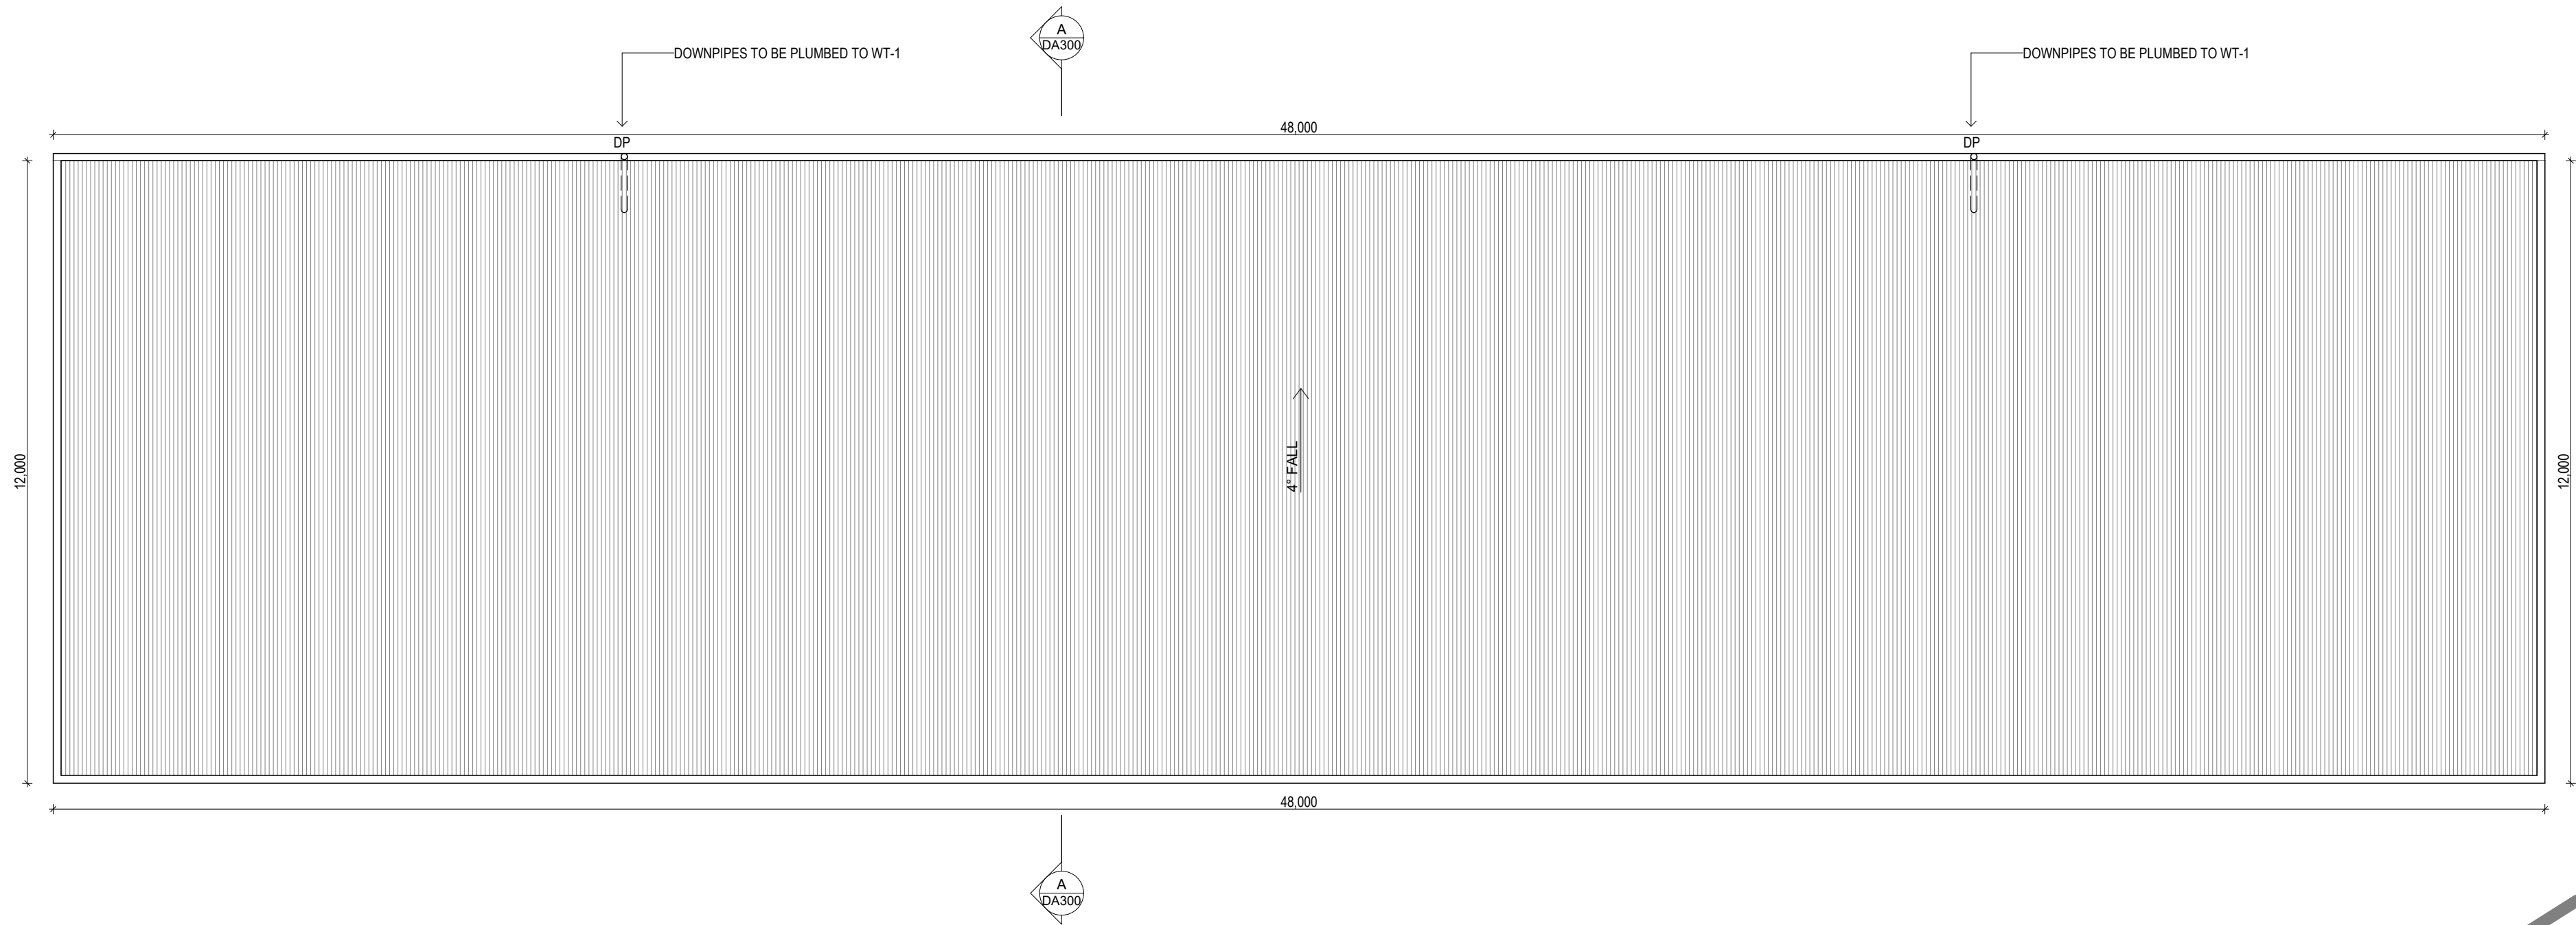 A
DA300
DOWNPIPES TO BE PLUMBED TO WT-1
DOWNPIPES TO BE PLUMBED TO WT-1
48,000
DP
DP
12,000
4° FALL
12,000
48,000
A
DA300